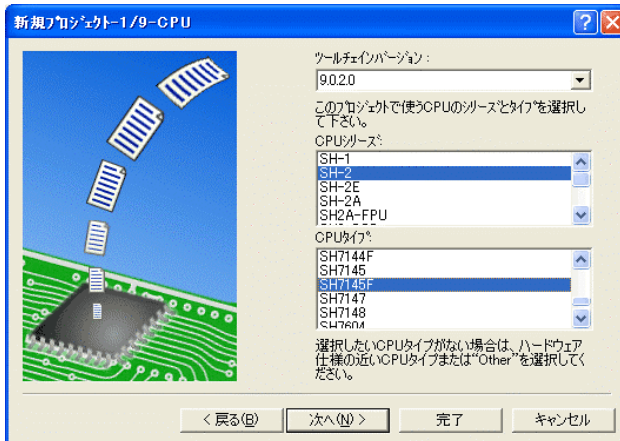 新規ﾌﾟﾛｼﾞｪｸﾄ-1/9-CPU
ﾂｰﾙﾁｪｲﾝﾊﾞｰｼﾞｮﾝ :
9.0.2.0
このﾌﾟﾛｼﾞｪｸﾄで使うCPUのｼﾘｰｽﾞとﾀｲﾌﾟを選択し
て下さい。
CPUｼﾘｰｽﾞ:
SH-1
SH-2
SH-2E
SH-2A
SH2A-FPU
CPUﾀｲﾌﾟ:
SH7144F
SH7145
SH7145F
SH7147
SH7148
SH7604
選択したいCPUﾀｲﾌﾟがない場合は、ハードウェア
仕様の近いCPUﾀｲﾌﾟまたは“Other”を選択してく
ださい。
< 戻る(B)
次へ(N) >
完了
キャンセル